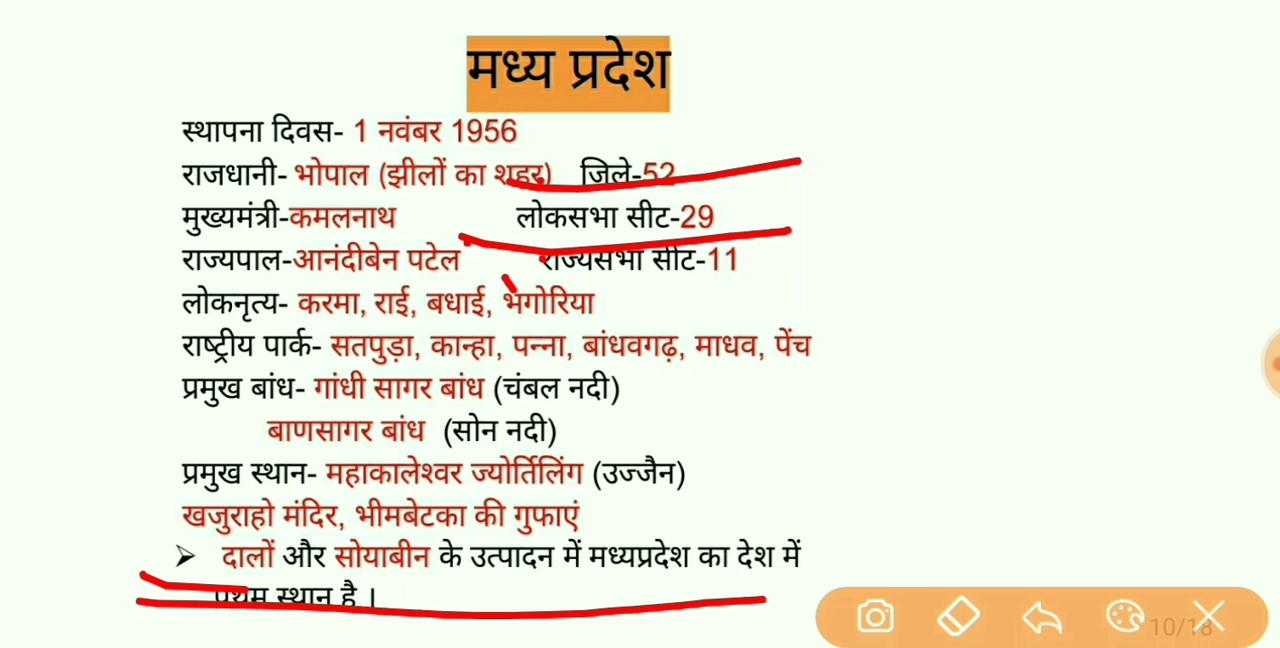 मध्य प्रदेश
स्थापना दिवस- 1 नवंबर 1956
राजधानी- भोपाल (झीलों का शहर) जिले-52
मुख्यमंत्री-कमलनाथ लोकसभा सीट-29
राज्यपाल-आनंदीबेन पटेल राज्यसभा सीट-11
लोकनृत्य- करमा, राई, बधाई, भगोरिया
राष्ट्रीय पार्क- सतपुड़ा, कान्हा, पन्ना, बांधवगढ़, माधव, पेंच
प्रमुख बांध- गांधी सागर बांध (चंबल नदी)
बाणसागर बांध (सोन नदी)
प्रमुख स्थान- महाकालेश्वर ज्योर्तिलिंग (उज्जैन)
खजुराहो मंदिर, भीमबेटका की गुफाएं
➢ दालों और सोयाबीन के उत्पादन में मध्यप्रदेश का देश में
प्रथम स्थान है ।
10/18